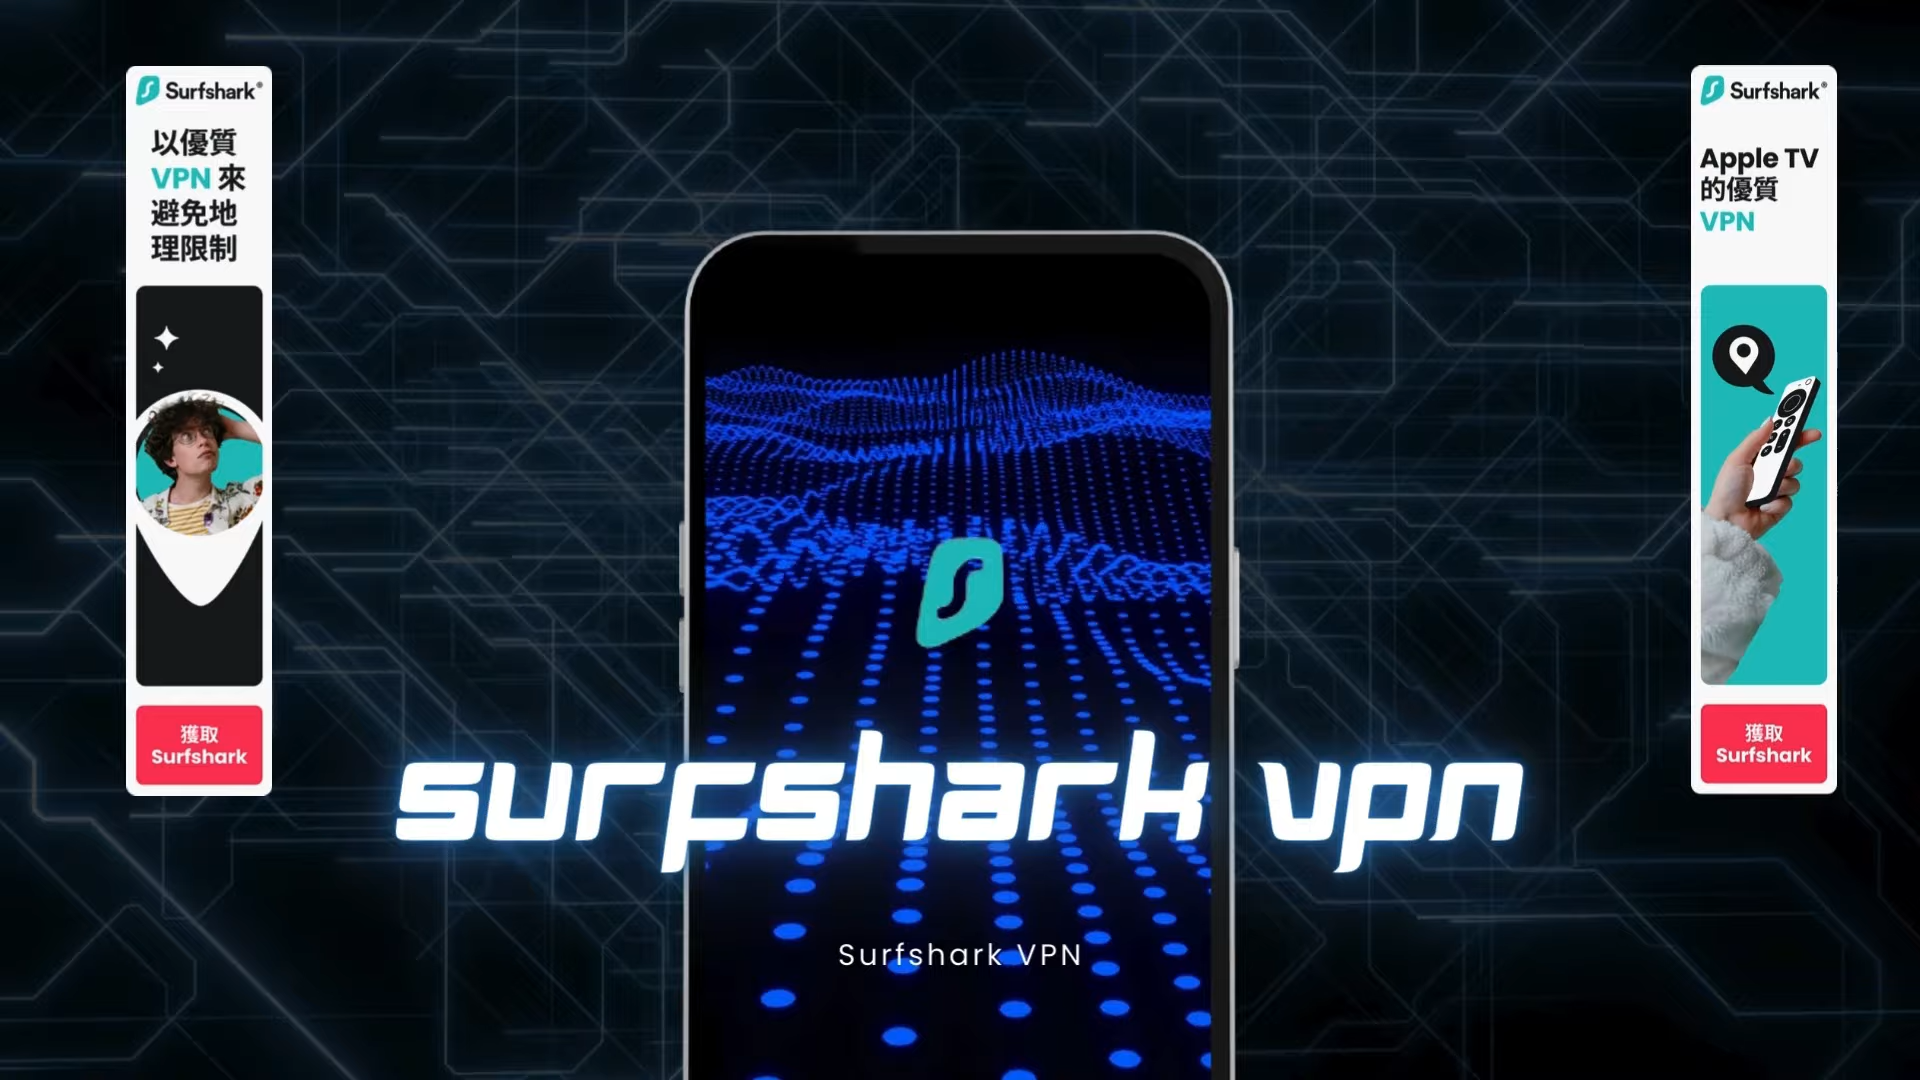 Surfshark®
以優質
VPN 來
避免地
理限制
獲取
Surfshark
surfshark vpn
Surfshark VPN
Surfshark®
Apple TV
的優質
VPN
獲取
Surfshark